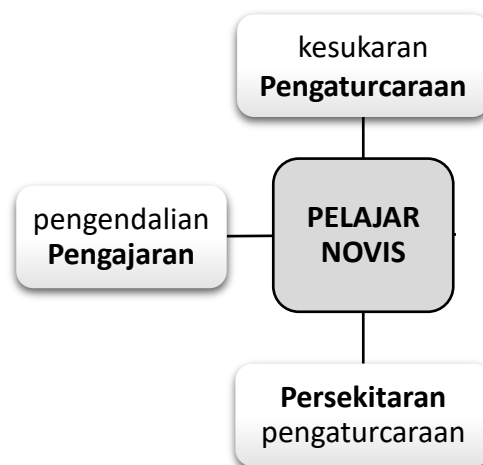 kesukaran
Pengaturcaraan
pengendalian
Pengajaran
PELAJAR
NOVIS
Persekitaran
pengaturcaraan